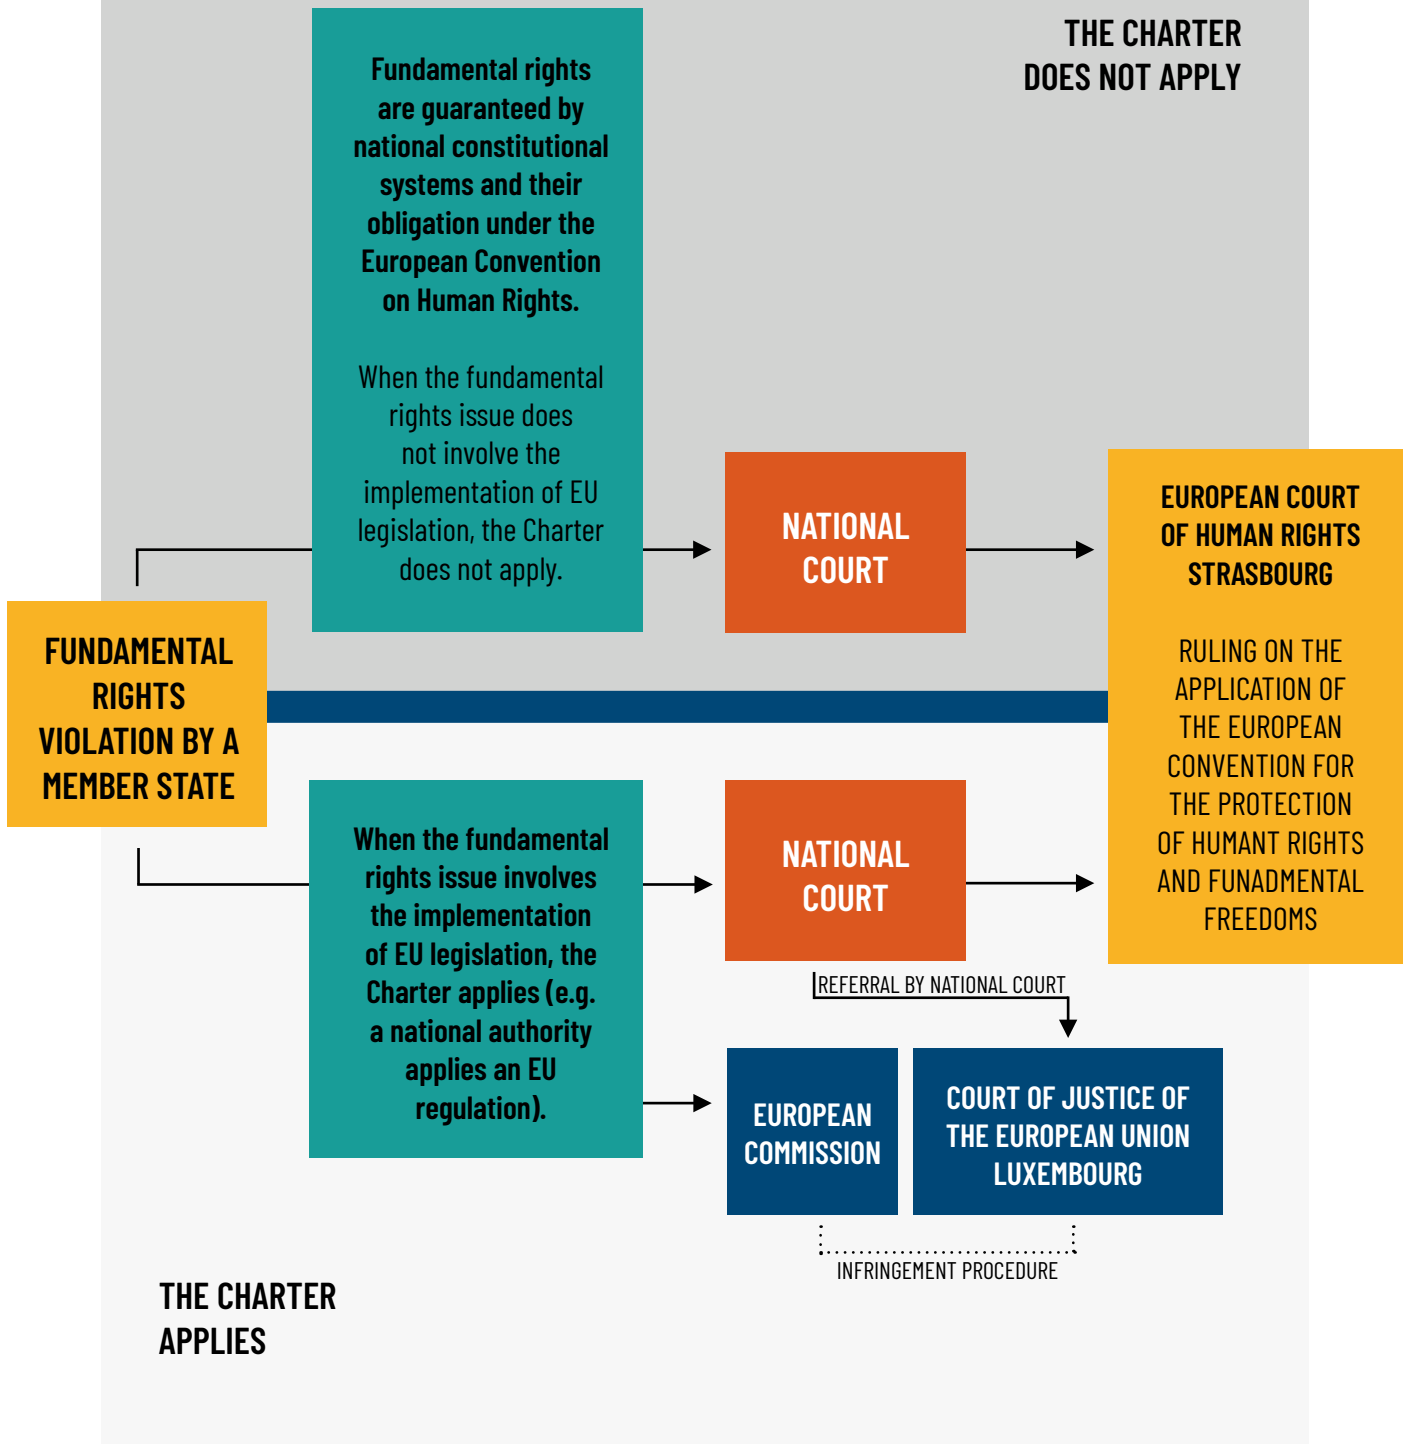 THE CHARTER
DOES NOT APPLY
Fundamental rights
are guaranteed by
national constitutional
systems and their
obligation under the
European Convention
on Human Rights.
When the fundamental
rights issue does
not involve the
implementation of EU
legislation, the Charter
does not apply.
NATIONAL
COURT
EUROPEAN COURT
OF HUMAN RIGHTS
STRASBOURG
RULING ON THE
APPLICATION OF
THE EUROPEAN
CONVENTION FOR
THE PROTECTION
OF HUMANT RIGHTS
AND FUNADMENTAL
FREEDOMS
FUNDAMENTAL
RIGHTS
VIOLATION BY A
MEMBER STATE
When the fundamental
rights issue involves
the implementation
of EU legislation, the
Charter applies (e.g.
a national authority
applies an EU
regulation).
NATIONAL
COURT
REFERRAL BY NATIONAL COURT
EUROPEAN
COMMISSION
COURT OF JUSTICE OF
THE EUROPEAN UNION
LUXEMBOURG
INFRINGEMENT PROCEDURE
THE CHARTER
APPLIES